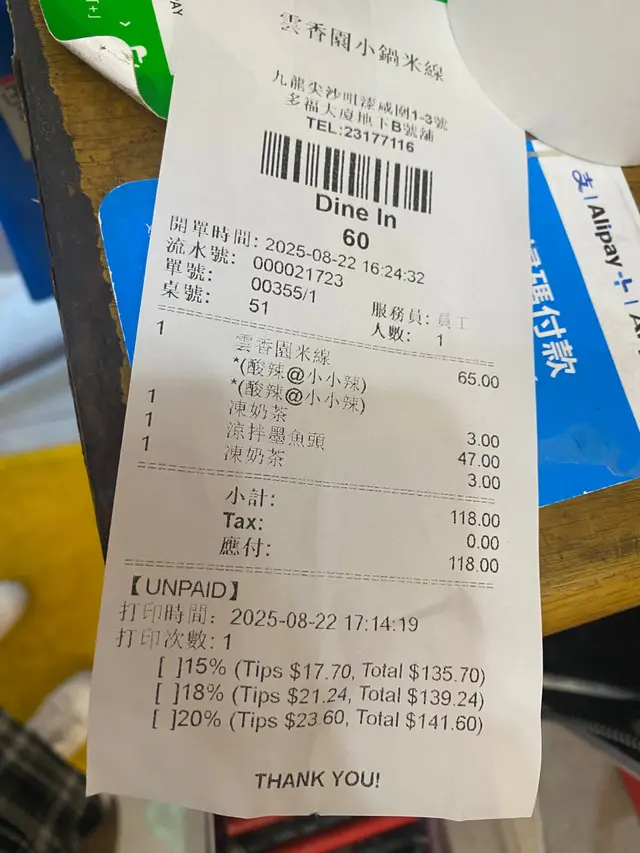 雲香園小鍋米線
九龍尖沙咀漆咸圍1-3號
多福大廈地下B號舖
TEL:23177116
Dine In
60
開單時間: 2025-08-22 16:24:32
流水號: 000021723
單號: 00355/1 服務員: 員工
桌號: 51 人數: 1
1 雲香園米線 65.00
*(酸辣@小小辣)
*(酸辣@小小辣)
1 凍奶茶 3.00
1 涼拌墨魚頭 47.00
1 凍奶茶 3.00
小計: 118.00
Tax: 0.00
應付: 118.00
【UNPAID】
打印時間: 2025-08-22 17:14:19
打印次數: 1
[ ]15% (Tips $17.70, Total $135.70)
[ ]18% (Tips $21.24, Total $139.24)
[ ]20% (Tips $23.60, Total $141.60)
THANK YOU!
支 Alipay+
碼付款